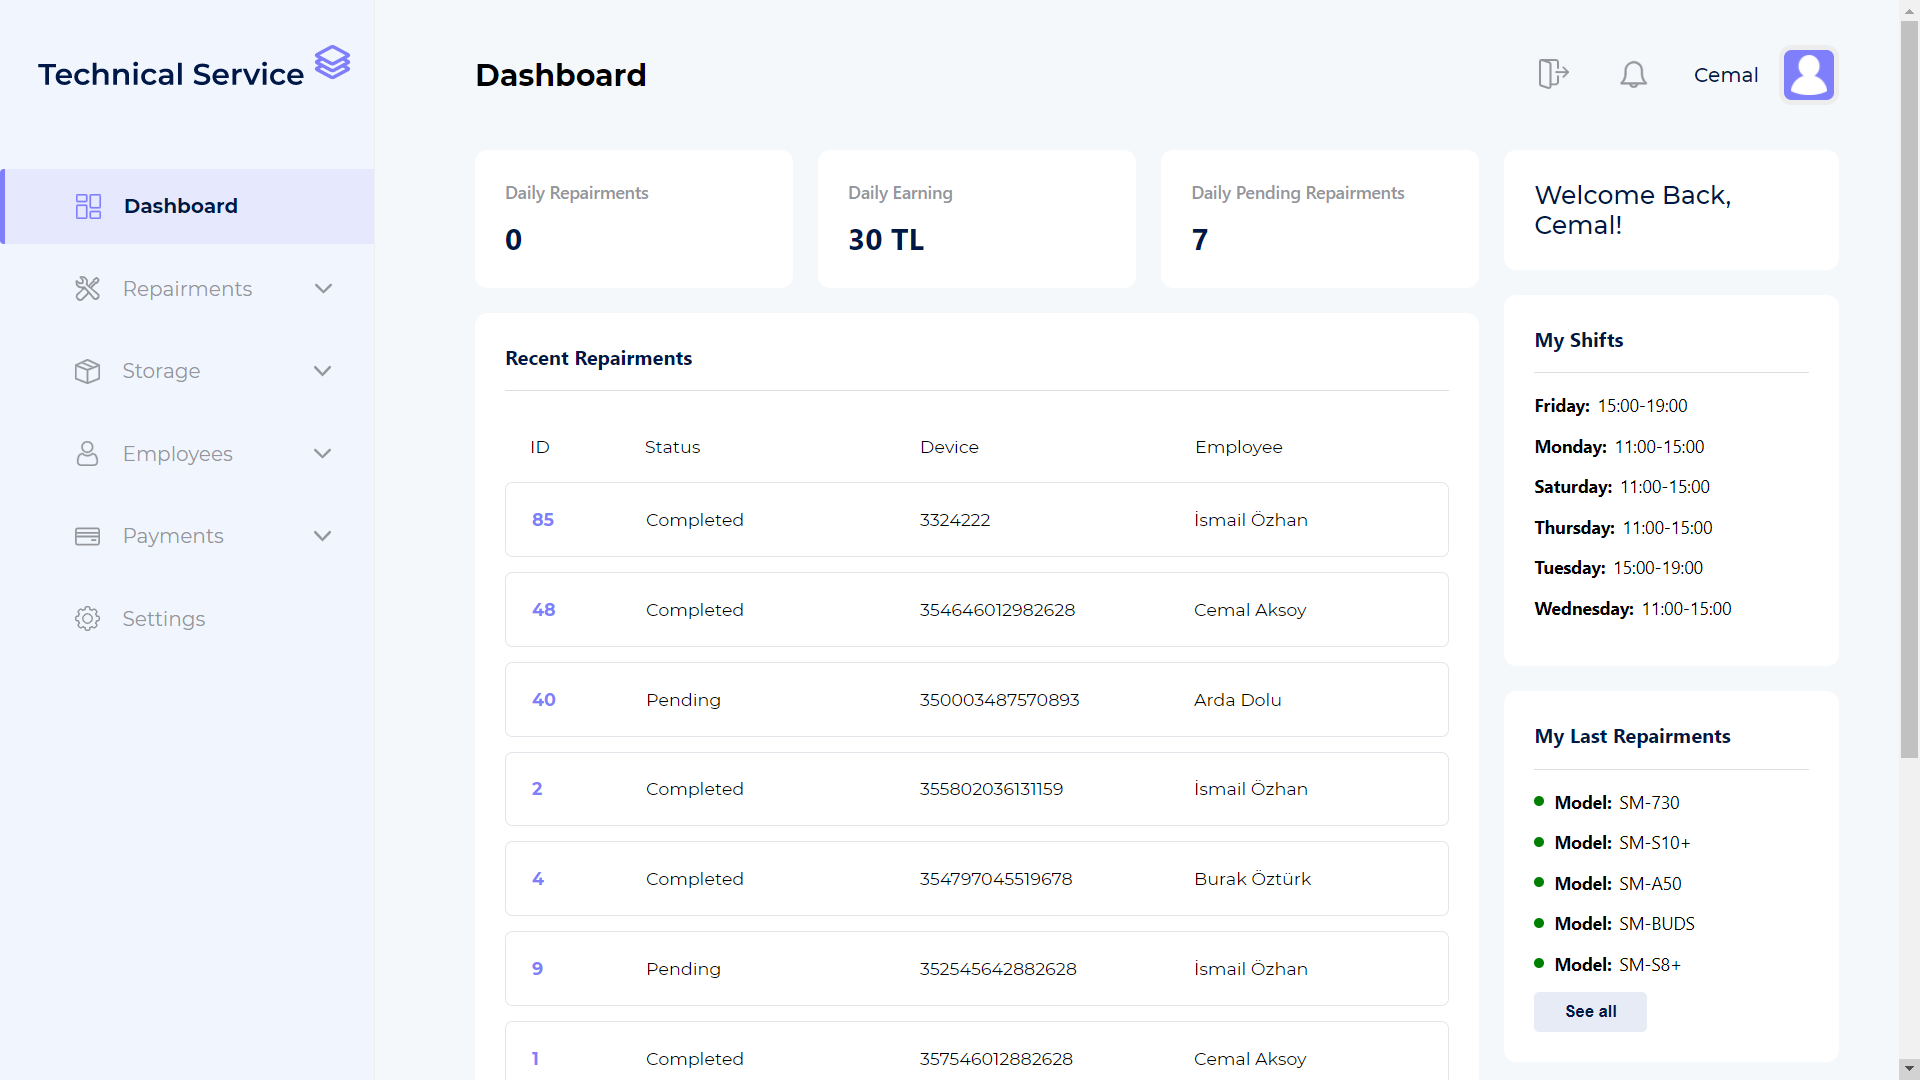 Technical Service
Dashboard
Repairments
Storage
Employees
Payments
Settings
Dashboard
Cemal
Daily Repairments
0
Daily Earning
30 TL
Daily Pending Repairments
7
Recent Repairments
ID Status Device Employee
85 Completed 3324222 İsmail Özhan
48 Completed 354646012982628 Cemal Aksoy
40 Pending 350003487570893 Arda Dolu
2 Completed 355802036131159 İsmail Özhan
4 Completed 354797045519678 Burak Öztürk
9 Pending 352545642882628 İsmail Özhan
1 Completed 357546012882628 Cemal Aksoy
Welcome Back,
Cemal!
My Shifts
Friday: 15:00-19:00
Monday: 11:00-15:00
Saturday: 11:00-15:00
Thursday: 11:00-15:00
Tuesday: 15:00-19:00
Wednesday: 11:00-15:00
My Last Repairments
Model: SM-730
Model: SM-S10+
Model: SM-A50
Model: SM-BUDS
Model: SM-S8+
See all